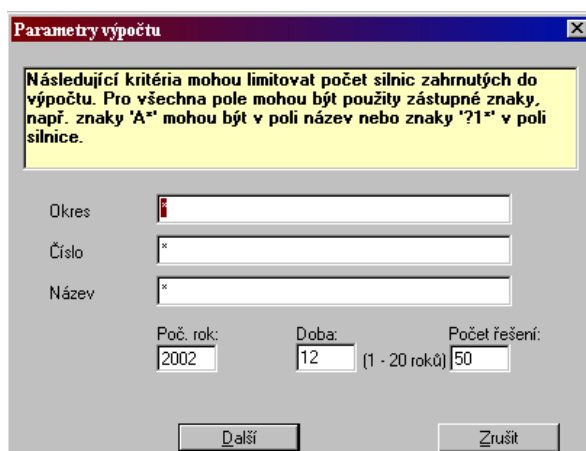 Parametry výpočtu
Následující kritéria mohou limitovat počet silnic zahrnutých do
výpočtu. Pro všechna pole mohou být použity zástupné znaky,
např. znaky 'A*' mohou být v poli název nebo znaky '?1*' v poli
silnice.
Okres *
Číslo *
Název *
Poč. rok: Doba: Počet řešení:
2002 12 (1 - 20 roků) 50
Další Zrušit